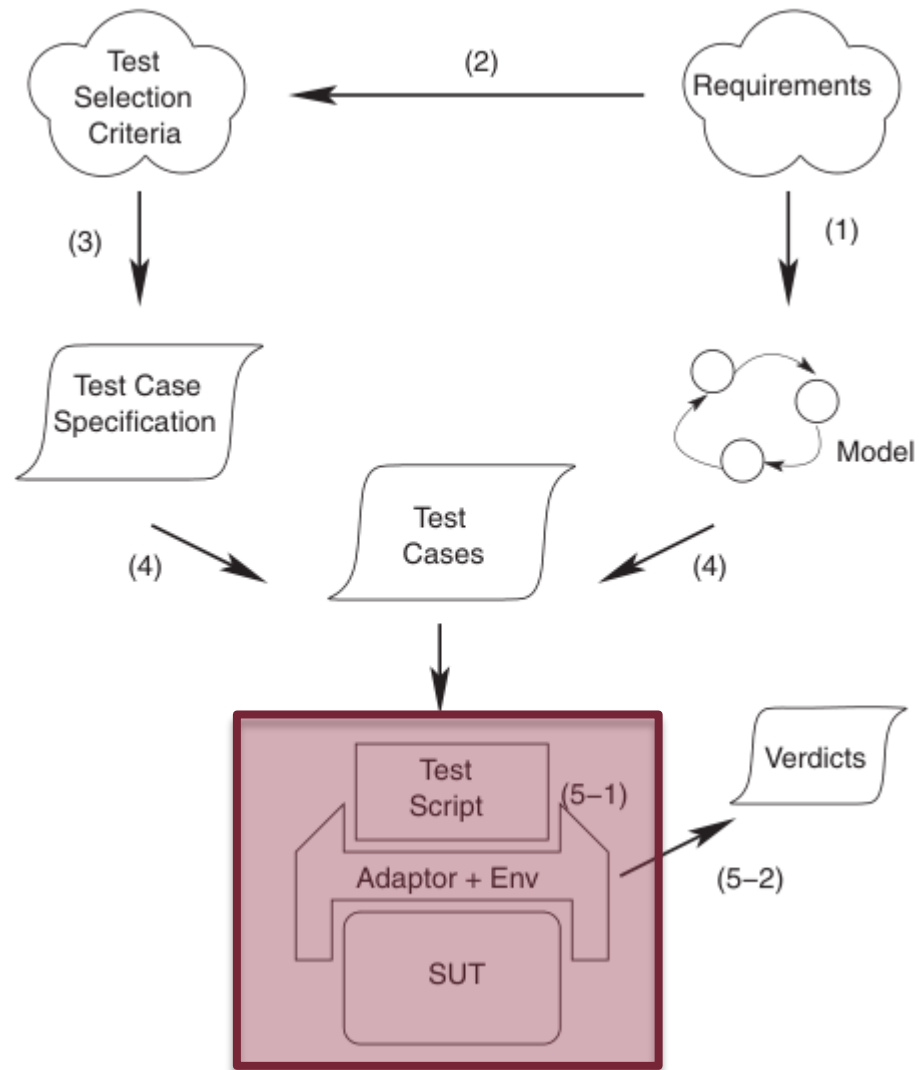 Test
Selection
Criteria
(2)
Requirements
(3)
(1)
Test Case
Specification
Model
Test
Cases
(4)
(4)
Test
Script
(5−1)
Verdicts
Adaptor + Env
(5−2)
SUT